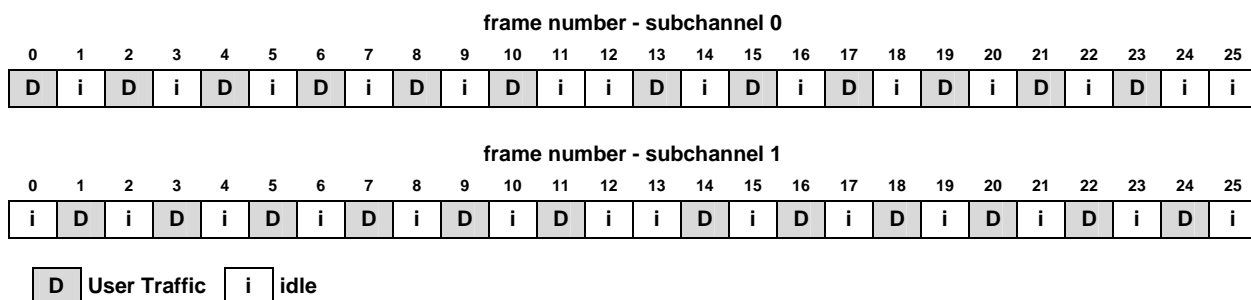 frame number - subchannel 0
0 1 2 3 4 5 6 7 8 9 10 11 12 13 14 15 16 17 18 19 20 21 22 23 24 25
D i D i D i D i D i D i i D i D i D i D i D i D i i
frame number - subchannel 1
0 1 2 3 4 5 6 7 8 9 10 11 12 13 14 15 16 17 18 19 20 21 22 23 24 25
i D i D i D i D i D i D i i D i D i D i D i D i D i
D User Traffic i idle